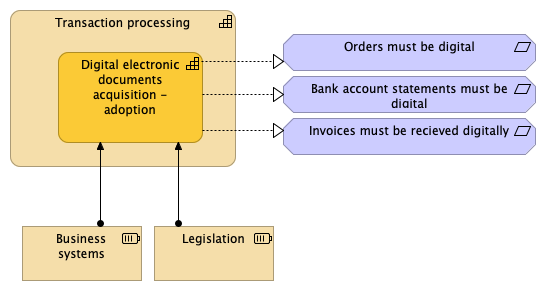 Transaction processing
Digital electronic
documents
acquisition -
adoption
Orders must be digital
Bank account statements must be
digital
Invoices must be recieved digitally
Business
systems
Legislation